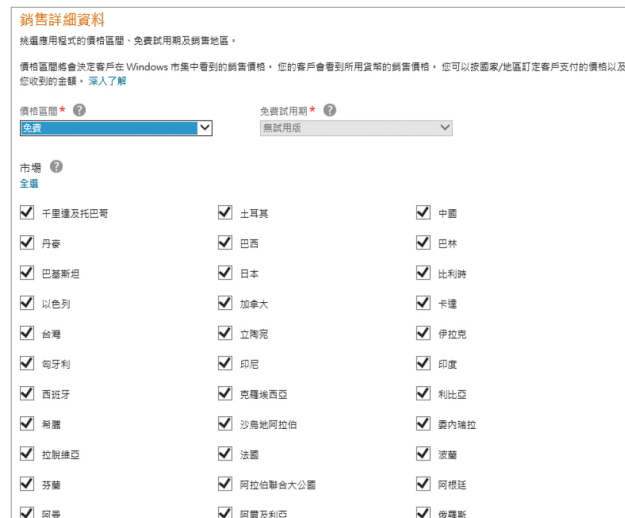 銷售詳細資料
挑選應用程式的價格區間、免費試用期及銷售地區。
價格區間將會決定客戶在 Windows 市集中看到的銷售價格。您的客戶會看到所用貨幣的銷售價格。您可以按國家/地區訂定客戶支付的價格以及
您收到的金額。深入了解
價格區間* ? 免費試用期* ?
免費 無試用版
市場 ?
全選
千里達及托巴哥 土耳其 中國
丹麥 巴西 巴林
巴基斯坦 日本 比利時
以色列 加拿大 卡達
台灣 立陶宛 伊拉克
匈牙利 印尼 印度
西班牙 克羅埃西亞 利比亞
希臘 沙烏地阿拉伯 委內瑞拉
拉脫維亞 法國 波蘭
芬蘭 阿拉伯聯合大公國 阿根廷
阿曼 阿爾及利亞 俄羅斯